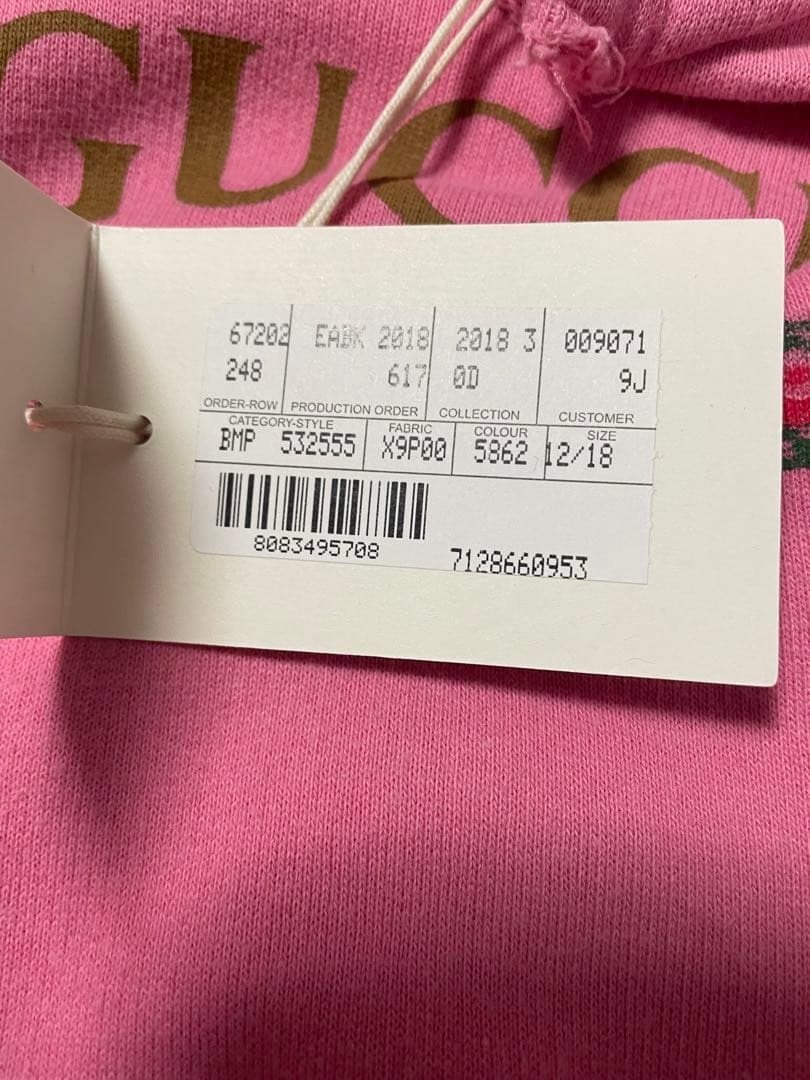 GUCC
67202 EABK 2018 2018 3 009071
248 617 0D 9J
ORDER-ROW PRODUCTION ORDER COLLECTION CUSTOMER
CATEGORY-STYLE FABRIC COLOUR SIZE
BMP 532555 X9P00 5862 12/18
8083495708 7128660953